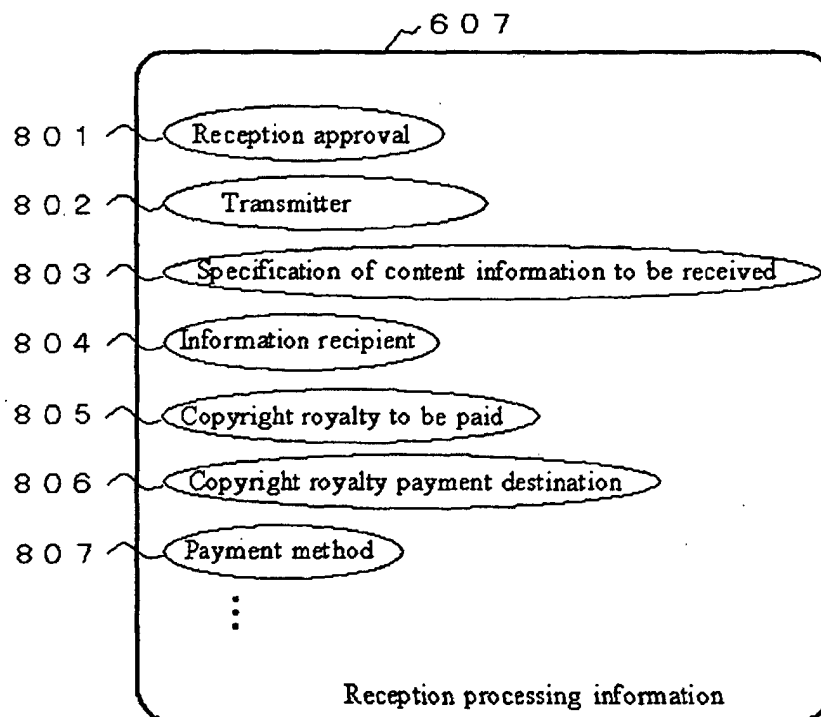 607
801 Reception approval
802 Transmitter
803 Specification of content information to be received
804 Information recipient
805 Copyright royalty to be paid
806 Copyright royalty payment destination
807 Payment method
⋮
Reception processing information